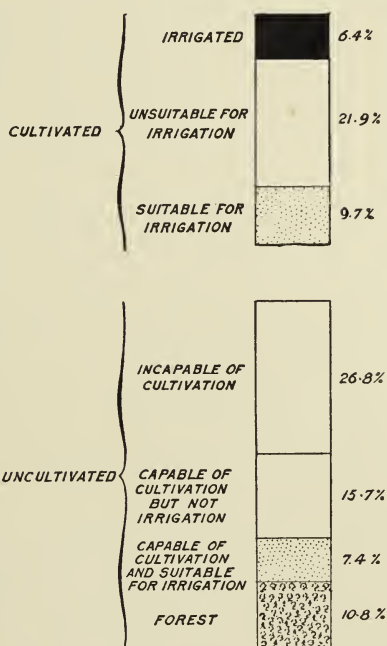 IRRIGATED 6.4%
CULTIVATED
UNSUITABLE FOR
IRRIGATION
21.9%
SUITABLE FOR
IRRIGATION
9.7%
UNCULTIVATED
INCAPABLE OF
CULTIVATION
26.8%
CAPABLE OF
CULTIVATION
BUT NOT
IRRIGATION
15.7%
CAPABLE OF
CULTIVATION
AND SUITABLE
FOR IRRIGATION
7.4%
FOREST 10.8%